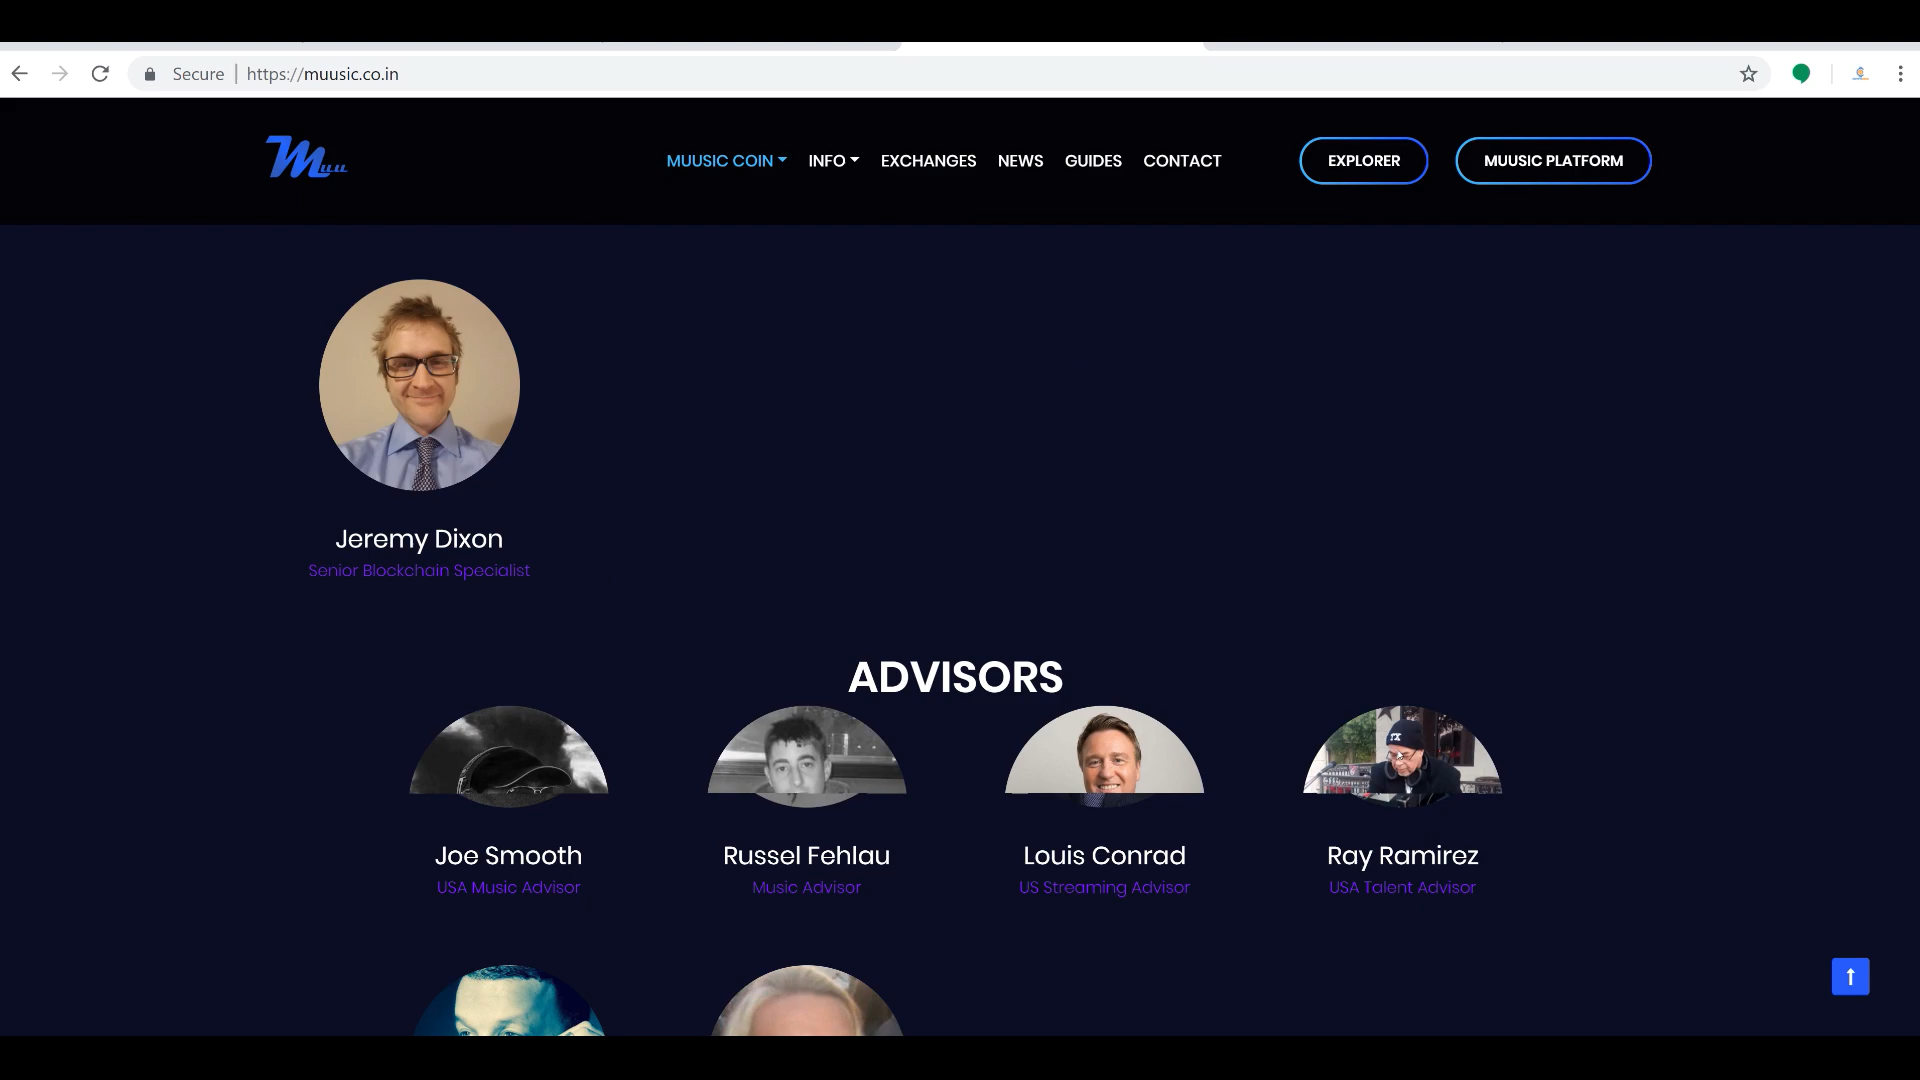 Secure | https://muusic.co.in
Muu
MUUSIC COIN
INFO
EXCHANGES
NEWS
GUIDES
CONTACT
EXPLORER
MUUSIC PLATFORM
Jeremy Dixon
Senior Blockchain Specialist
ADVISORS
Joe Smooth
USA Music Advisor
Russel Fehlau
Music Advisor
Louis Conrad
US Streaming Advisor
Ray Ramirez
USA Talent Advisor